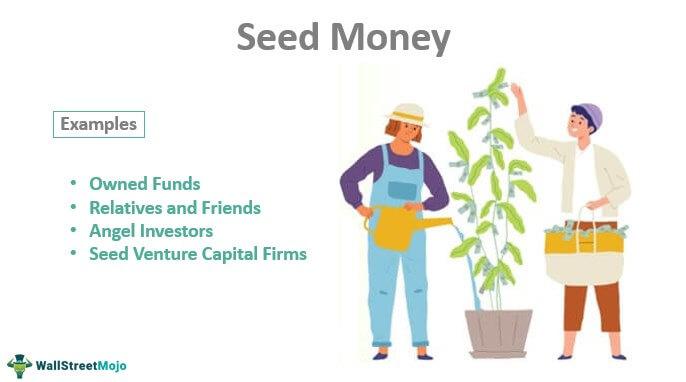 Seed Money
Examples
• Owned Funds
• Relatives and Friends
• Angel Investors
• Seed Venture Capital Firms
WallStreetMojo